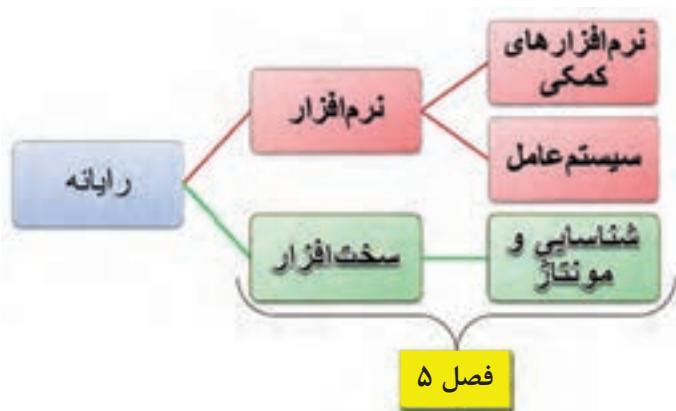 نرم‌افزارهای
کمکی
نرم‌افزار
سیستم‌عامل
رایانه
شناسایی و
مونتاژ
سخت‌افزار
فصل ۵